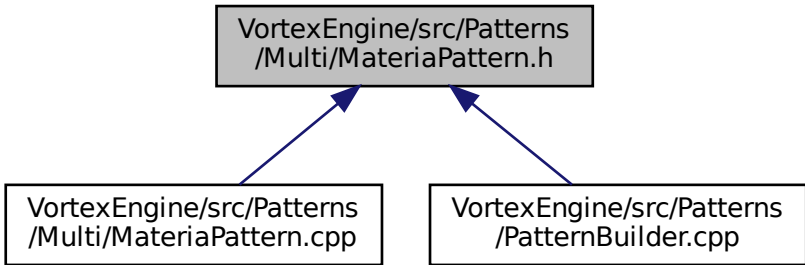 VortexEngine/src/Patterns
/Multi/MateriaPattern.h
VortexEngine/src/Patterns
/Multi/MateriaPattern.cpp
VortexEngine/src/Patterns
/PatternBuilder.cpp